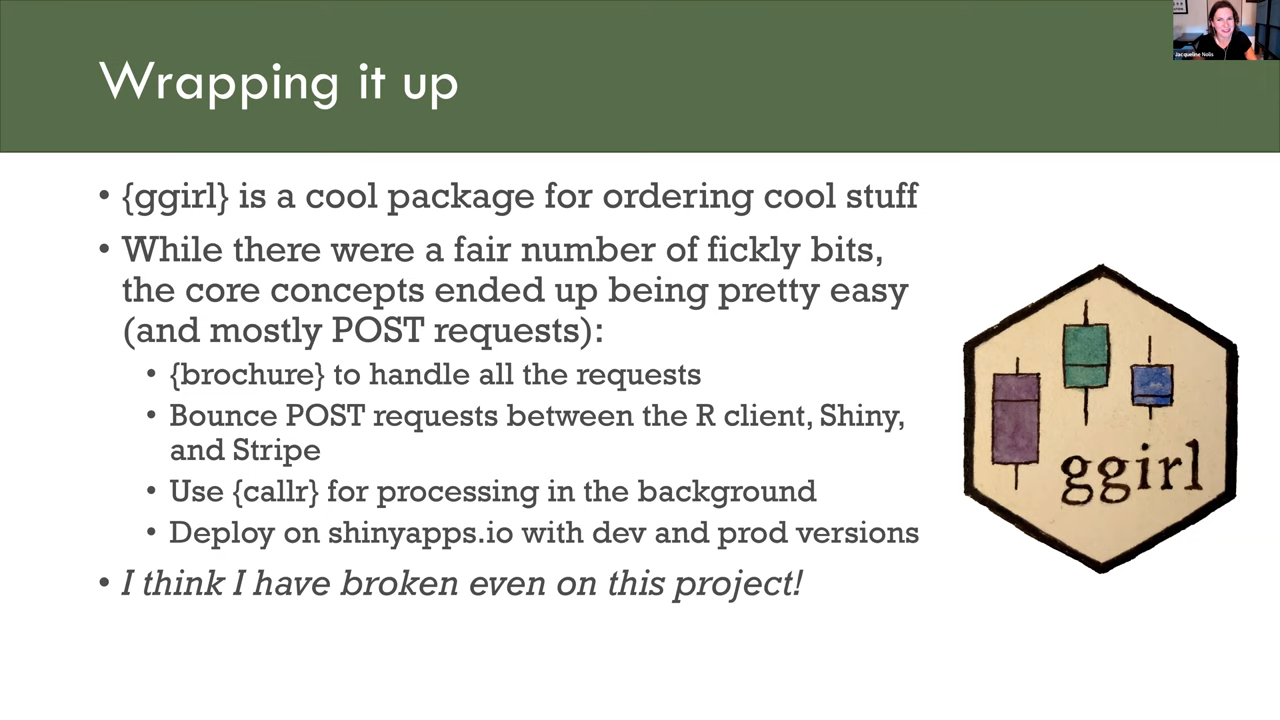 Wrapping it up
Jacqueline Nolis
• {ggirl} is a cool package for ordering cool stuff
• While there were a fair number of fickly bits,
the core concepts ended up being pretty easy
(and mostly POST requests):
• {brochure} to handle all the requests
• Bounce POST requests between the R client, Shiny,
and Stripe
• Use {callr} for processing in the background
• Deploy on shinyapps.io with dev and prod versions
• I think I have broken even on this project!
ggirl